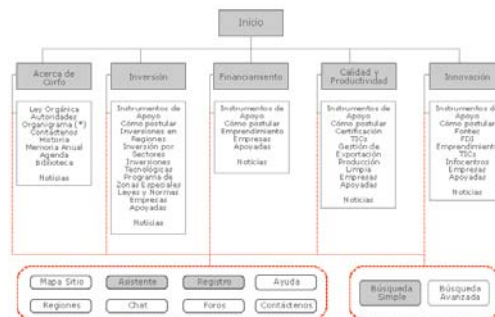 Inicio
Acerca de
Corfo
Inversión
Financiamiento
Calidad y
Productividad
Innovación
Ley Orgánica
Autoridades
Organigrama (*)
Contáctenos
Historia
Memoria Anual
Agenda
Biblioteca
Noticias
Instrumentos de
Apoyo
Cómo postular
Inversiones en
Regiones
Inversión por
Sectores
Inversiones
Tecnológicas
Programa de
Zonas Especiales
Leyes y Normas
Empresas
Apoyadas
Noticias
Instrumentos de
Apoyo
Cómo postular
Emprendimiento
Empresas
Apoyadas
Noticias
Instrumentos de
Apoyo
Cómo postular
Certificación
TICs
Gestión de
Exportación
Producción
Limpia
Empresas
Apoyadas
Noticias
Instrumentos de
Apoyo
Cómo postular
Fontec
FDI
Emprendimiento
TICs
Infocentros
Empresas
Apoyadas
Noticias
Mapa Sitio
Asistente
Registro
Ayuda
Regiones
Chat
Foros
Contáctenos
Búsqueda
Simple
Búsqueda
Avanzada